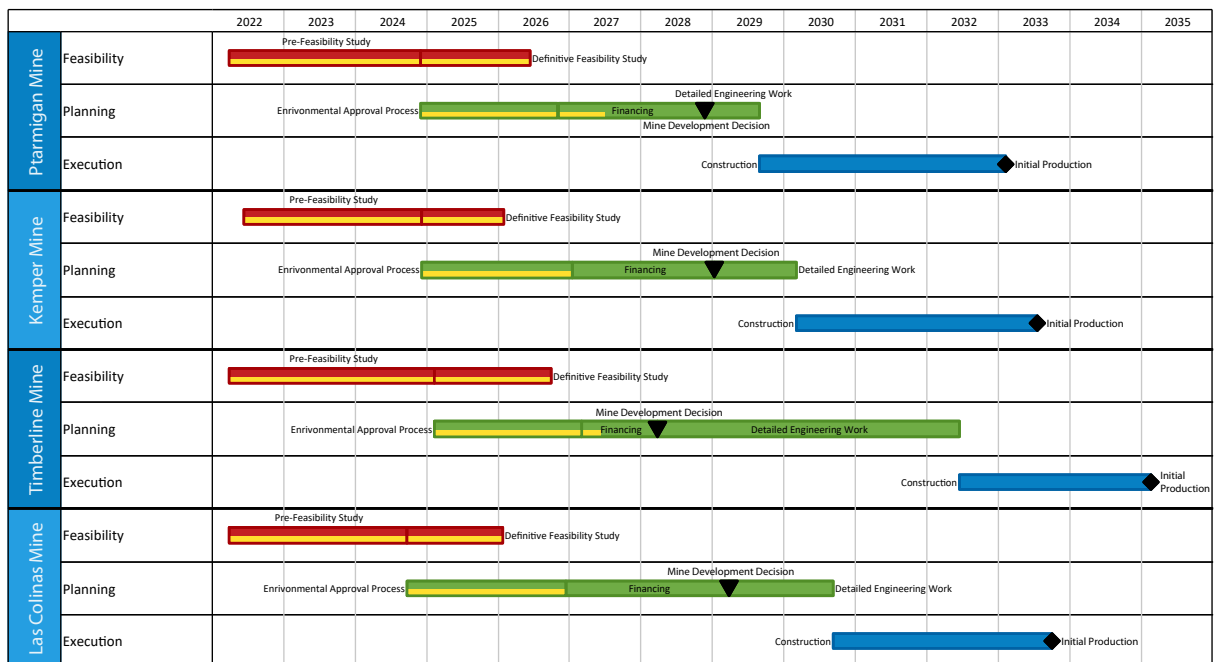 2022 2023 2024 2025 2026 2027 2028 2029 2030 2031 2032 2033 2034 2035
Ptarmigan Mine
Feasibility
Pre-Feasibility Study
Definitive Feasibility Study
Planning
Enrivonmental Approval Process
Financing
Detailed Engineering Work
Mine Development Decision
Execution
Construction
Initial Production
Kemper Mine
Feasibility
Pre-Feasibility Study
Definitive Feasibility Study
Planning
Enrivonmental Approval Process
Financing
Mine Development Decision
Detailed Engineering Work
Execution
Construction
Initial Production
Timberline Mine
Feasibility
Pre-Feasibility Study
Definitive Feasibility Study
Planning
Enrivonmental Approval Process
Financing
Mine Development Decision
Detailed Engineering Work
Execution
Construction
Initial
Production
Las Colinas Mine
Feasibility
Pre-Feasibility Study
Definitive Feasibility Study
Planning
Enrivonmental Approval Process
Financing
Mine Development Decision
Detailed Engineering Work
Execution
Construction
Initial Production